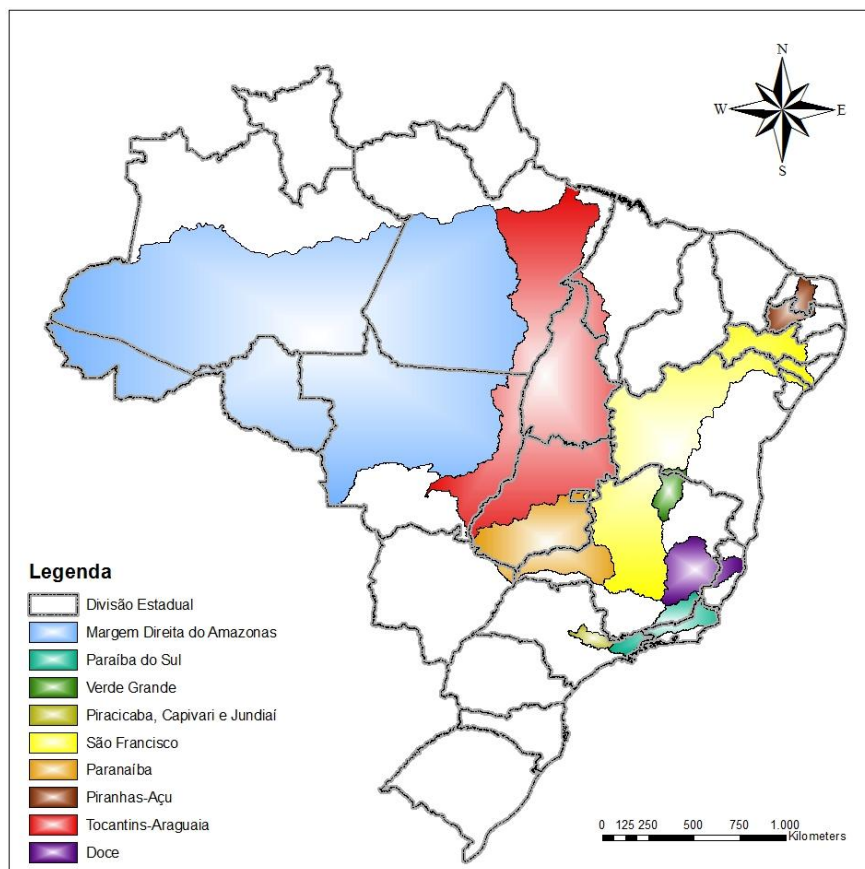 N
W E
S
Legenda
Divisão Estadual
Margem Direita do Amazonas
Paraíba do Sul
Verde Grande
Piracicaba, Capivari e Jundiaí
São Francisco
Paranaíba
Piranhas-Açu
Tocantins-Araguaia
Doce
0 125 250 500 750 1.000
Kilometers